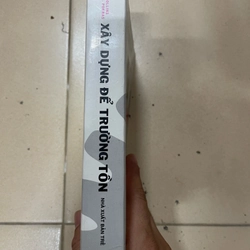 XÂY DỰNG ĐỂ TRƯỜNG TỒN
NHÀ XUẤT BẢN TRẺ